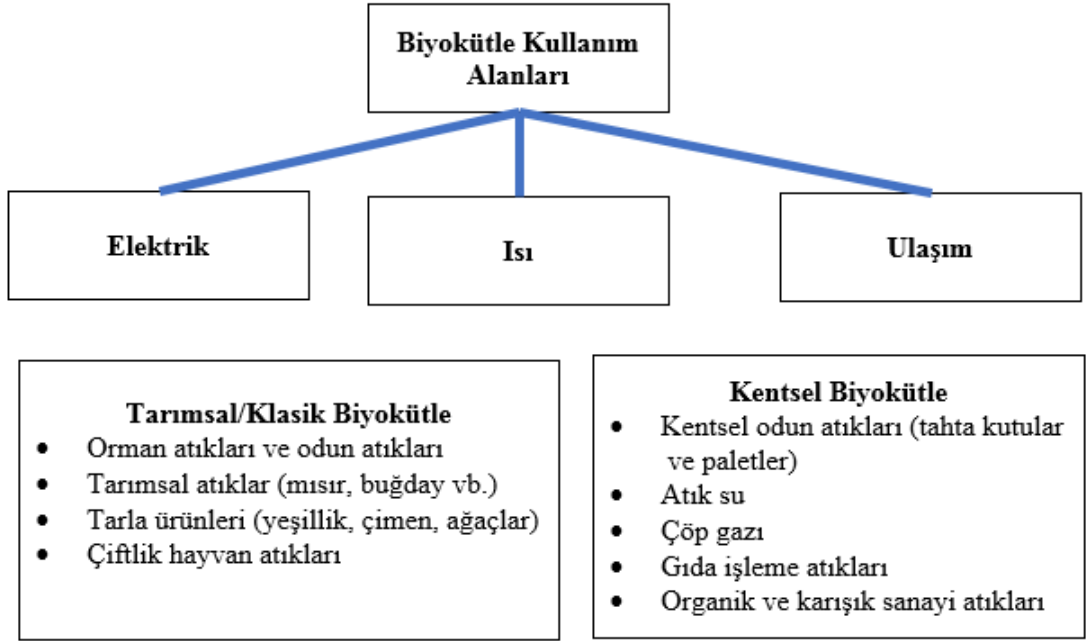 Biyokütle Kullanım
Alanları
Elektrik
Isı
Ulaşım
Tarımsal/Klasik Biyokütle
• Orman atıkları ve odun atıkları
• Tarımsal atıklar (mısır, buğday vb.)
• Tarla ürünleri (yeşillik, çimen, ağaçlar)
• Çiftlik hayvan atıkları
Kentsel Biyokütle
• Kentsel odun atıkları (tahta kutular
ve paletler)
• Atık su
• Çöp gazı
• Gıda işleme atıkları
• Organik ve karışık sanayi atıkları